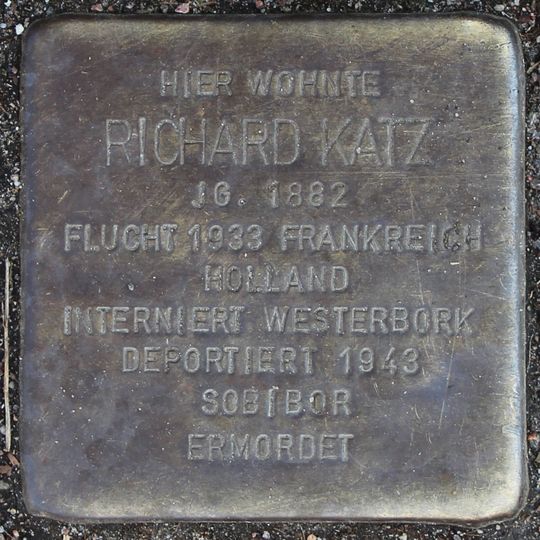 HIER WOHNTE
RICHARD KATZ
JG. 1882
FLUCHT 1933 FRANKREICH
HOLLAND
INTERNIERT WESTERBORK
DEPORTIERT 1943
SOBIBOR
ERMORDET